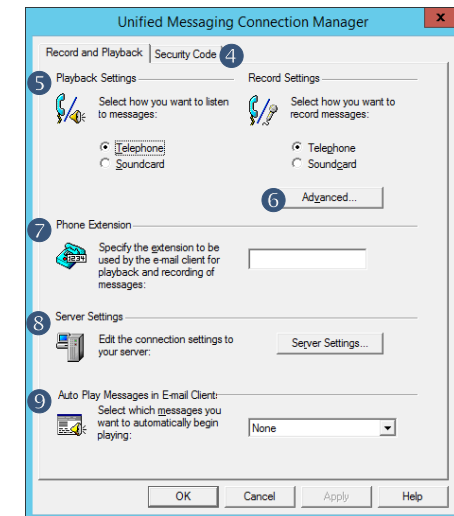 Unified Messaging Connection Manager
x
Record and Playback
Security Code
4
5
Playback Settings
Record Settings
Select how you want to listen
to messages:
Select how you want to
record messages:
Telephone
Soundcard
Telephone
Soundcard
6
Advanced...
7
Phone Extension
1234
Specify the extension to be
used by the e-mail client for
playback and recording of
messages:
8
Server Settings
Edit the connection settings to
your server:
Server Settings...
9
Auto Play Messages in E-mail Client:
Select which messages you
want to automatically begin
playing:
None
OK
Cancel
Apply
Help